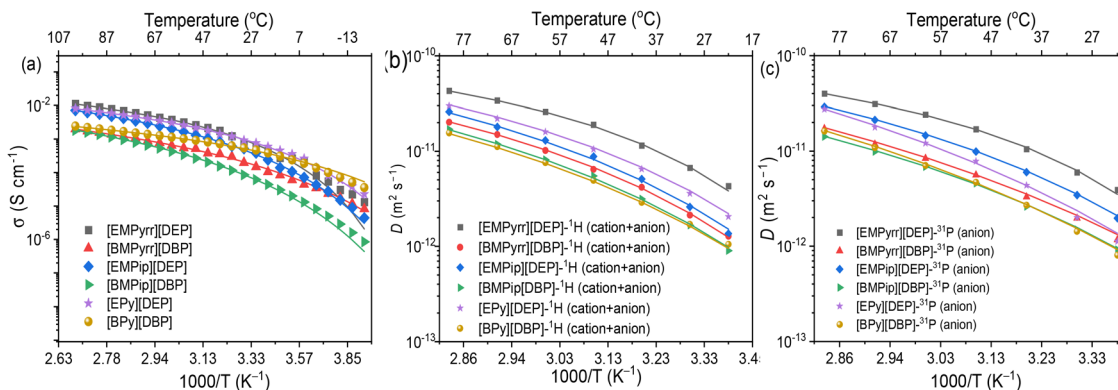 Temperature (°C)
107 87 67 47 27 7 -13
(a)
σ (S cm⁻¹)
10⁻²
10⁻⁶
[EMPyrr][DEP]
[BMPyrr][DBP]
[EMPip][DEP]
[BMPip][DBP]
[EPy][DEP]
[BPy][DBP]
2.63 2.94 3.13 3.33 3.57 3.85
1000/T (K⁻¹)
Temperature (°C)
77 67 57 47 37 27 17
10⁻¹⁰
(b)
D (m² s⁻¹)
10⁻¹¹
10⁻¹²
10⁻¹³
[EMPyrr][DEP]-¹H (cation+anion)
[BMPyrr][DBP]-¹H (cation+anion)
[EMPip][DEP]-¹H (cation+anion)
[BMPip][DBP]-¹H (cation+anion)
[EPy][DEP]-¹H (cation+anion)
[BPy][DBP]-¹H (cation+anion)
2.86 2.94 3.03 3.13 3.23 3.33 3.4
1000/T (K⁻¹)
Temperature (°C)
77 67 57 47 37 27
10⁻¹⁰
(c)
D (m² s⁻¹)
10⁻¹¹
10⁻¹²
10⁻¹³
[EMPyrr][DEP]-³¹P (anion)
[BMPyrr][DBP]-³¹P (anion)
[EMPip][DEP]-³¹P (anion)
[BMPip][DBP]-³¹P (anion)
[EPy][DEP]-³¹P (anion)
[BPy][DBP]-³¹P (anion)
2.86 2.94 3.03 3.13 3.23 3.33
1000/T (K⁻¹)